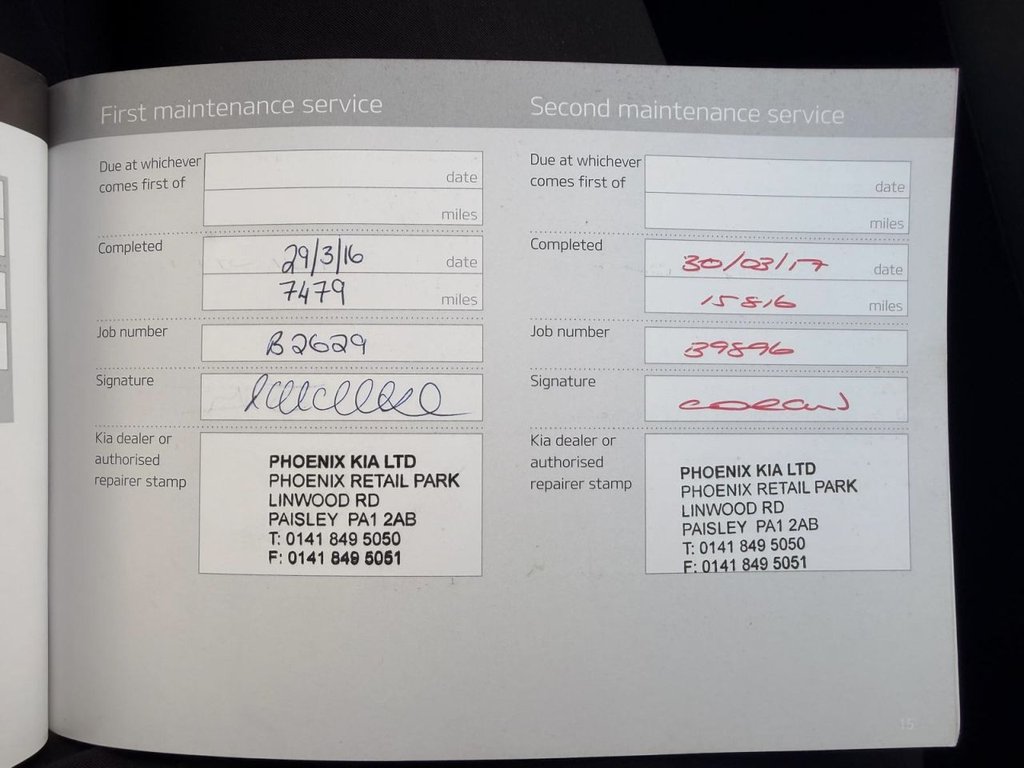 First maintenance service
Due at whichever
comes first of
date
miles
Completed
29/3/16 date
7479 miles
Job number
B2629
Signature
Kia dealer or
authorised
repairer stamp
PHOENIX KIA LTD
PHOENIX RETAIL PARK
LINWOOD RD
PAISLEY PA1 2AB
T: 0141 849 5050
F: 0141 849 5051
Second maintenance service
Due at whichever
comes first of
date
miles
Completed
30/03/17 date
15816 miles
Job number
39896
Signature
Kia dealer or
authorised
repairer stamp
PHOENIX KIA LTD
PHOENIX RETAIL PARK
LINWOOD RD
PAISLEY PA1 2AB
T: 0141 849 5050
F: 0141 849 5051
15